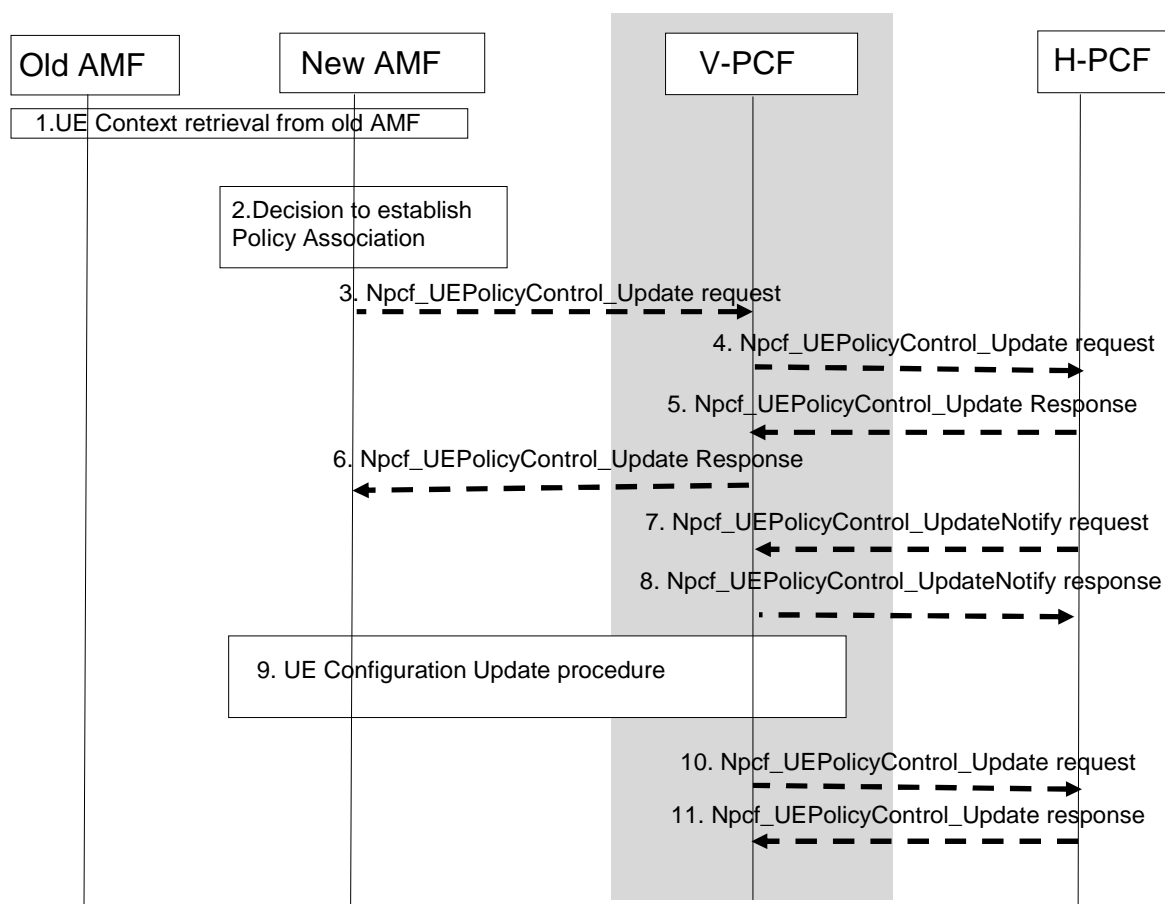 Old AMF
New AMF
V-PCF
H-PCF
1.UE Context retrieval from old AMF
2.Decision to establish
Policy Association
3. Npcf_UEPolicyControl_Update request
4. Npcf_UEPolicyControl_Update request
5. Npcf_UEPolicyControl_Update Response
6. Npcf_UEPolicyControl_Update Response
7. Npcf_UEPolicyControl_UpdateNotify request
8. Npcf_UEPolicyControl_UpdateNotify response
9. UE Configuration Update procedure
10. Npcf_UEPolicyControl_Update request
11. Npcf_UEPolicyControl_Update response